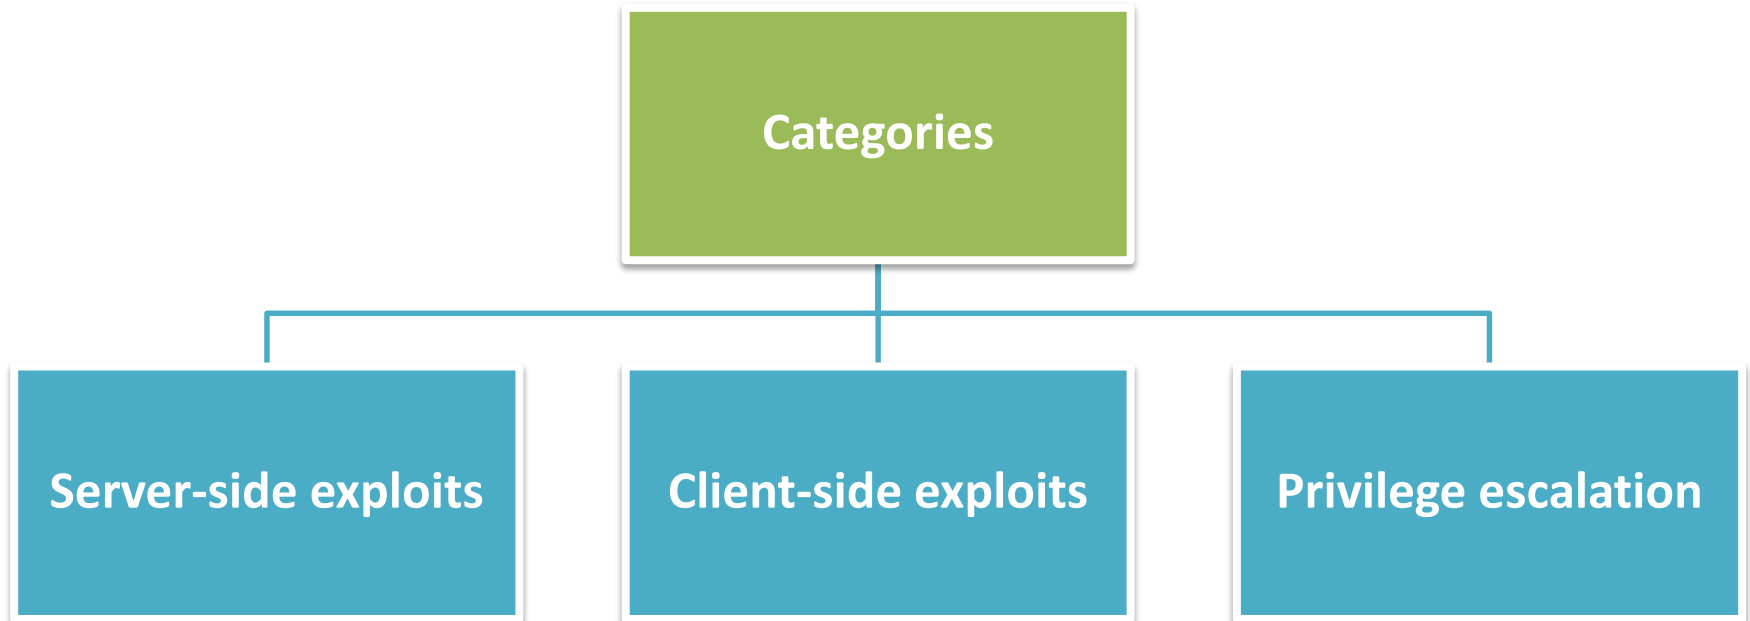 Categories
Server-side exploits
Client-side exploits
Privilege escalation